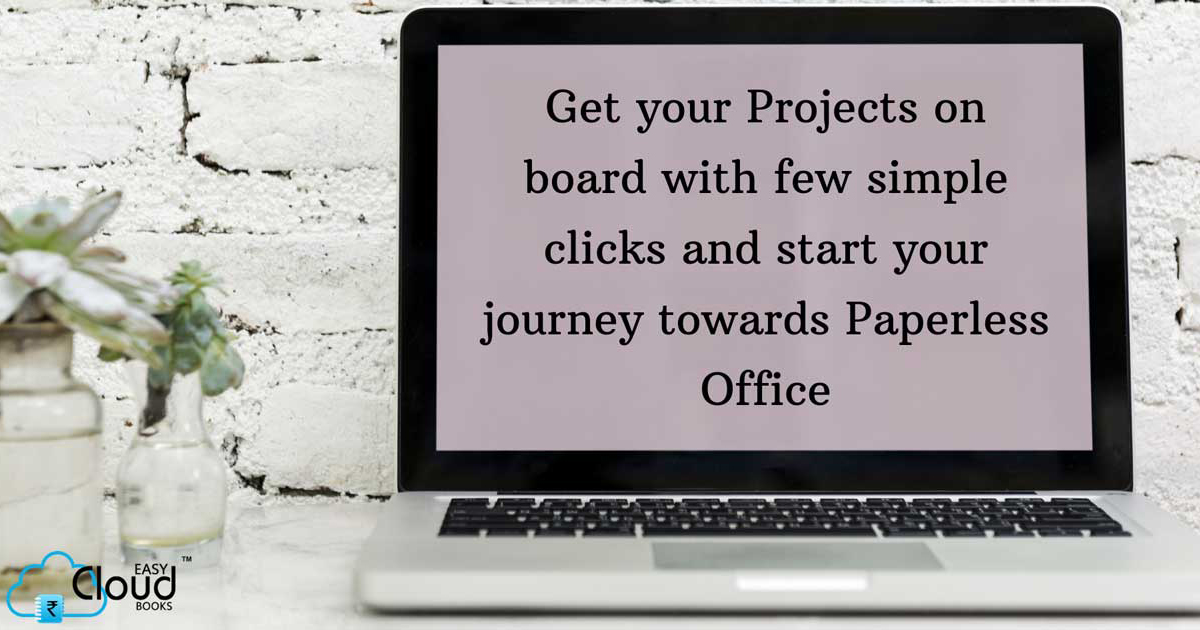 Get your Projects on
board with few simple
clicks and start your
journey towards Paperless
Office
EASY
Cloud
BOOKS
TM
₹